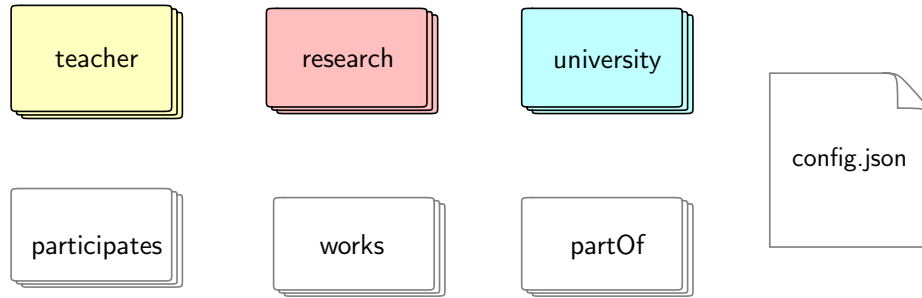 teacher
research
university
config.json
participates
works
partOf